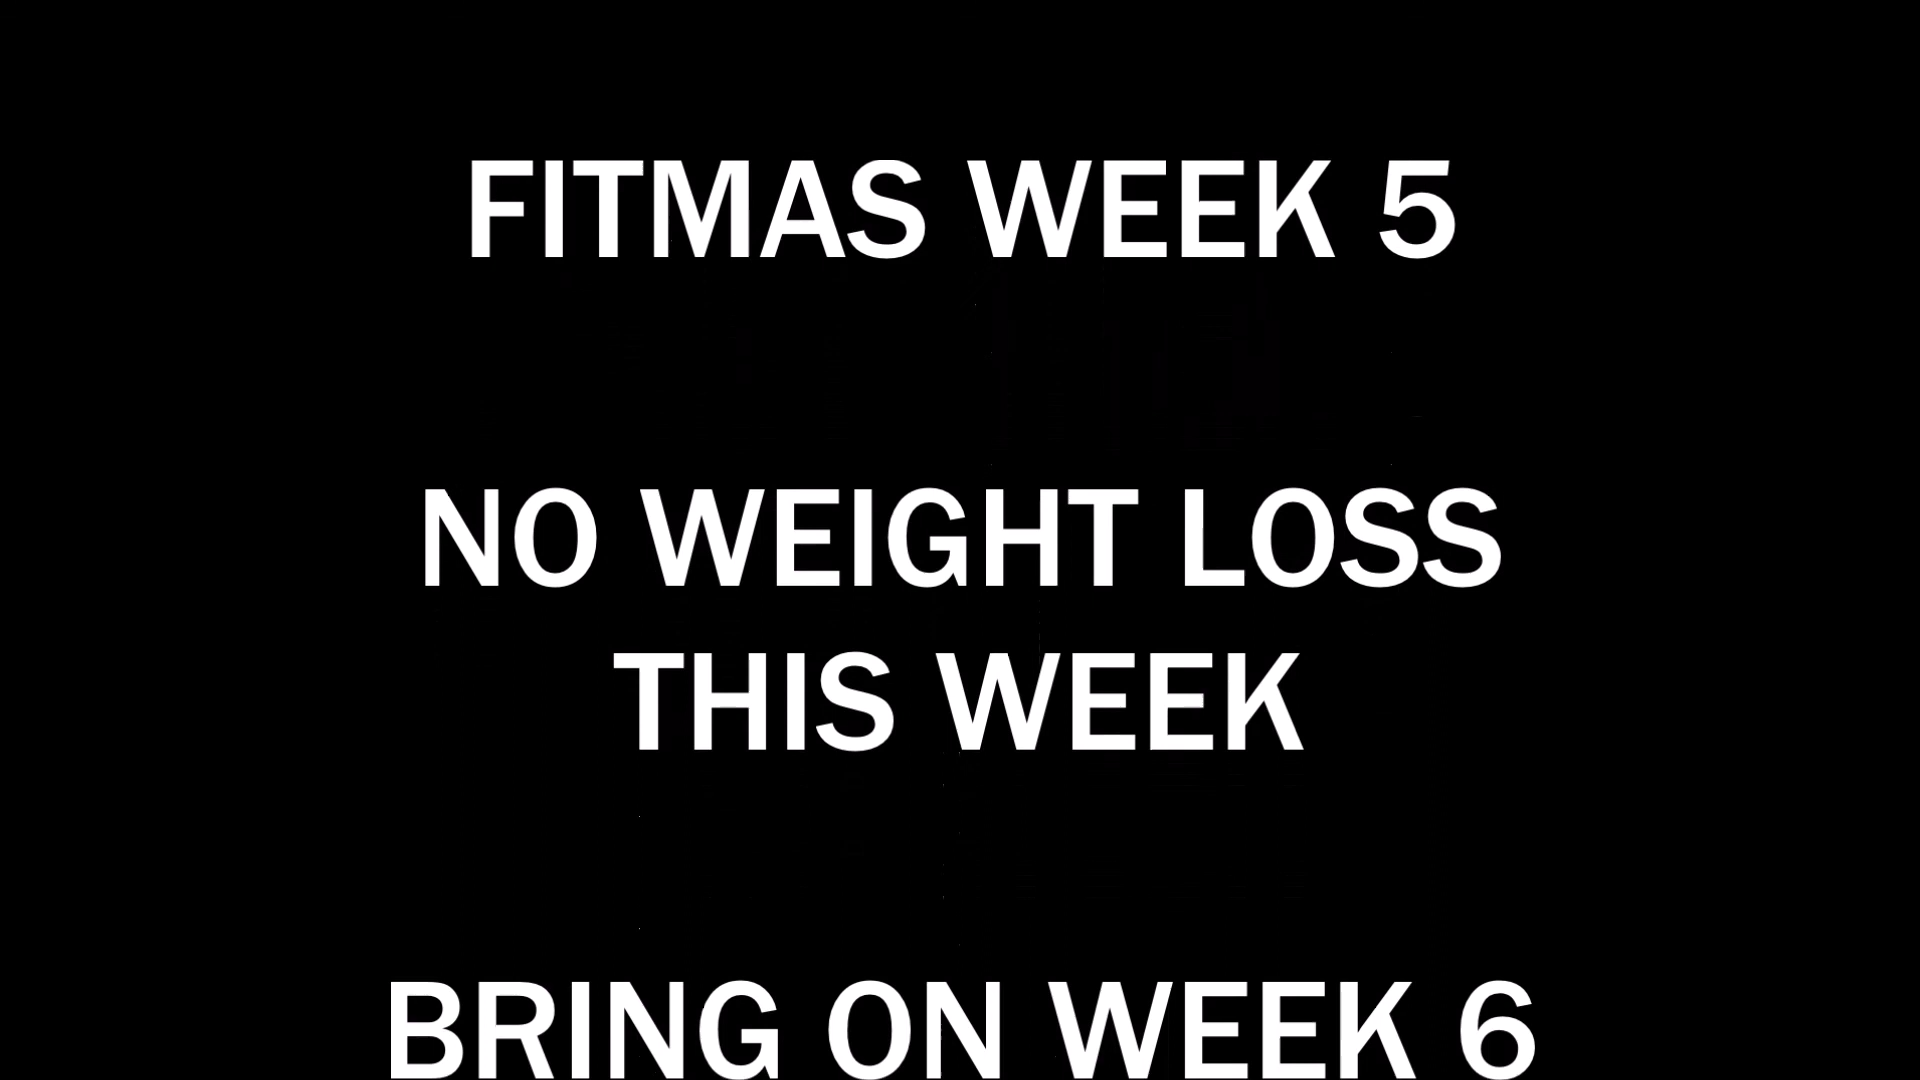 FITMAS WEEK 5
NO WEIGHT LOSS
THIS WEEK
BRING ON WEEK 6